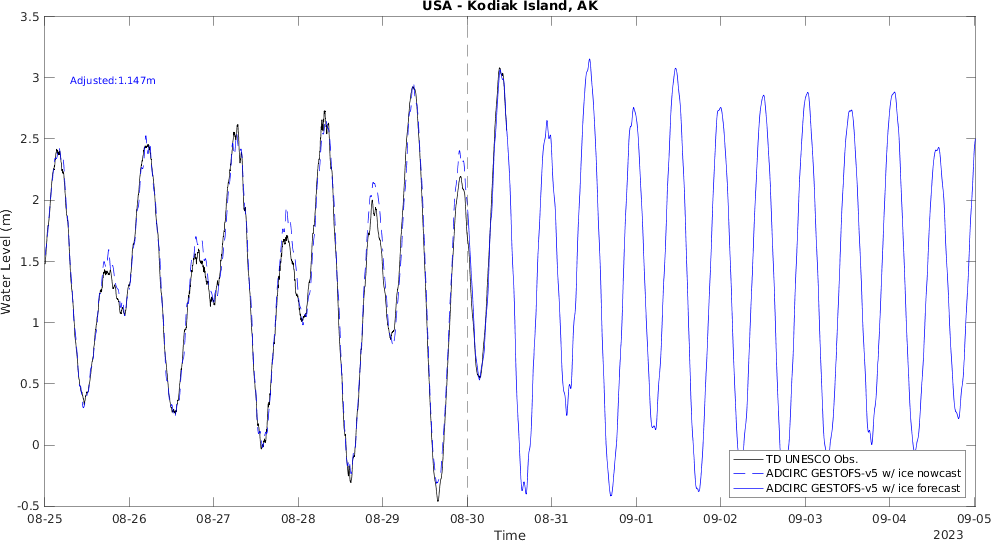 USA - Kodiak Island, AK
3.5
3
2.5
2
1.5
1
0.5
0
-0.5
Water Level (m)
Adjusted:1.147m
TD UNESCO Obs.
ADCIRC GESTOFS-v5 w/ ice nowcast
ADCIRC GESTOFS-v5 w/ ice forecast
08-25 08-26 08-27 08-28 08-29 08-30 08-31 09-01 09-02 09-03 09-04 09-05
Time
2023